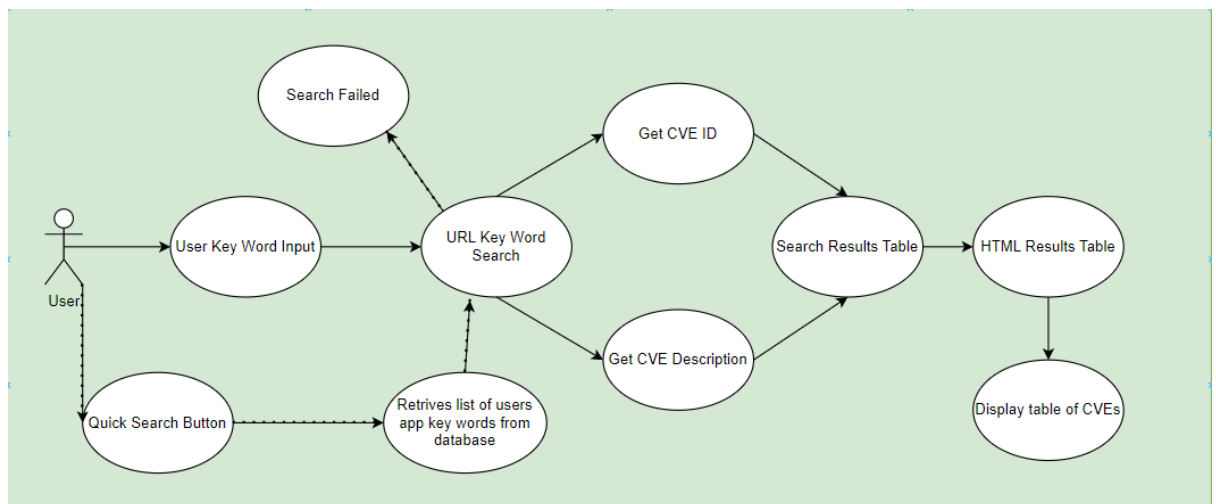 Search Failed
Get CVE ID
User Key Word Input
URL Key Word
Search
Search Results Table
HTML Results Table
User
Get CVE Description
Quick Search Button
Retrives list of users
app key words from
database
Display table of CVEs